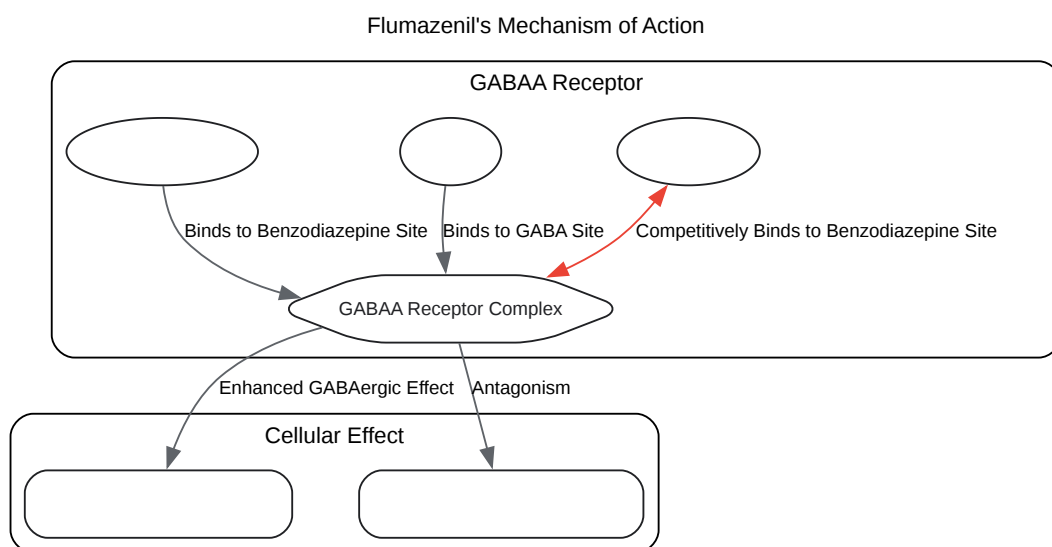 Flumazenil's Mechanism of Action
GABAA Receptor
Binds to Benzodiazepine Site
Binds to GABA Site
Competitively Binds to Benzodiazepine Site
GABAA Receptor Complex
Enhanced GABAergic Effect
Antagonism
Cellular Effect